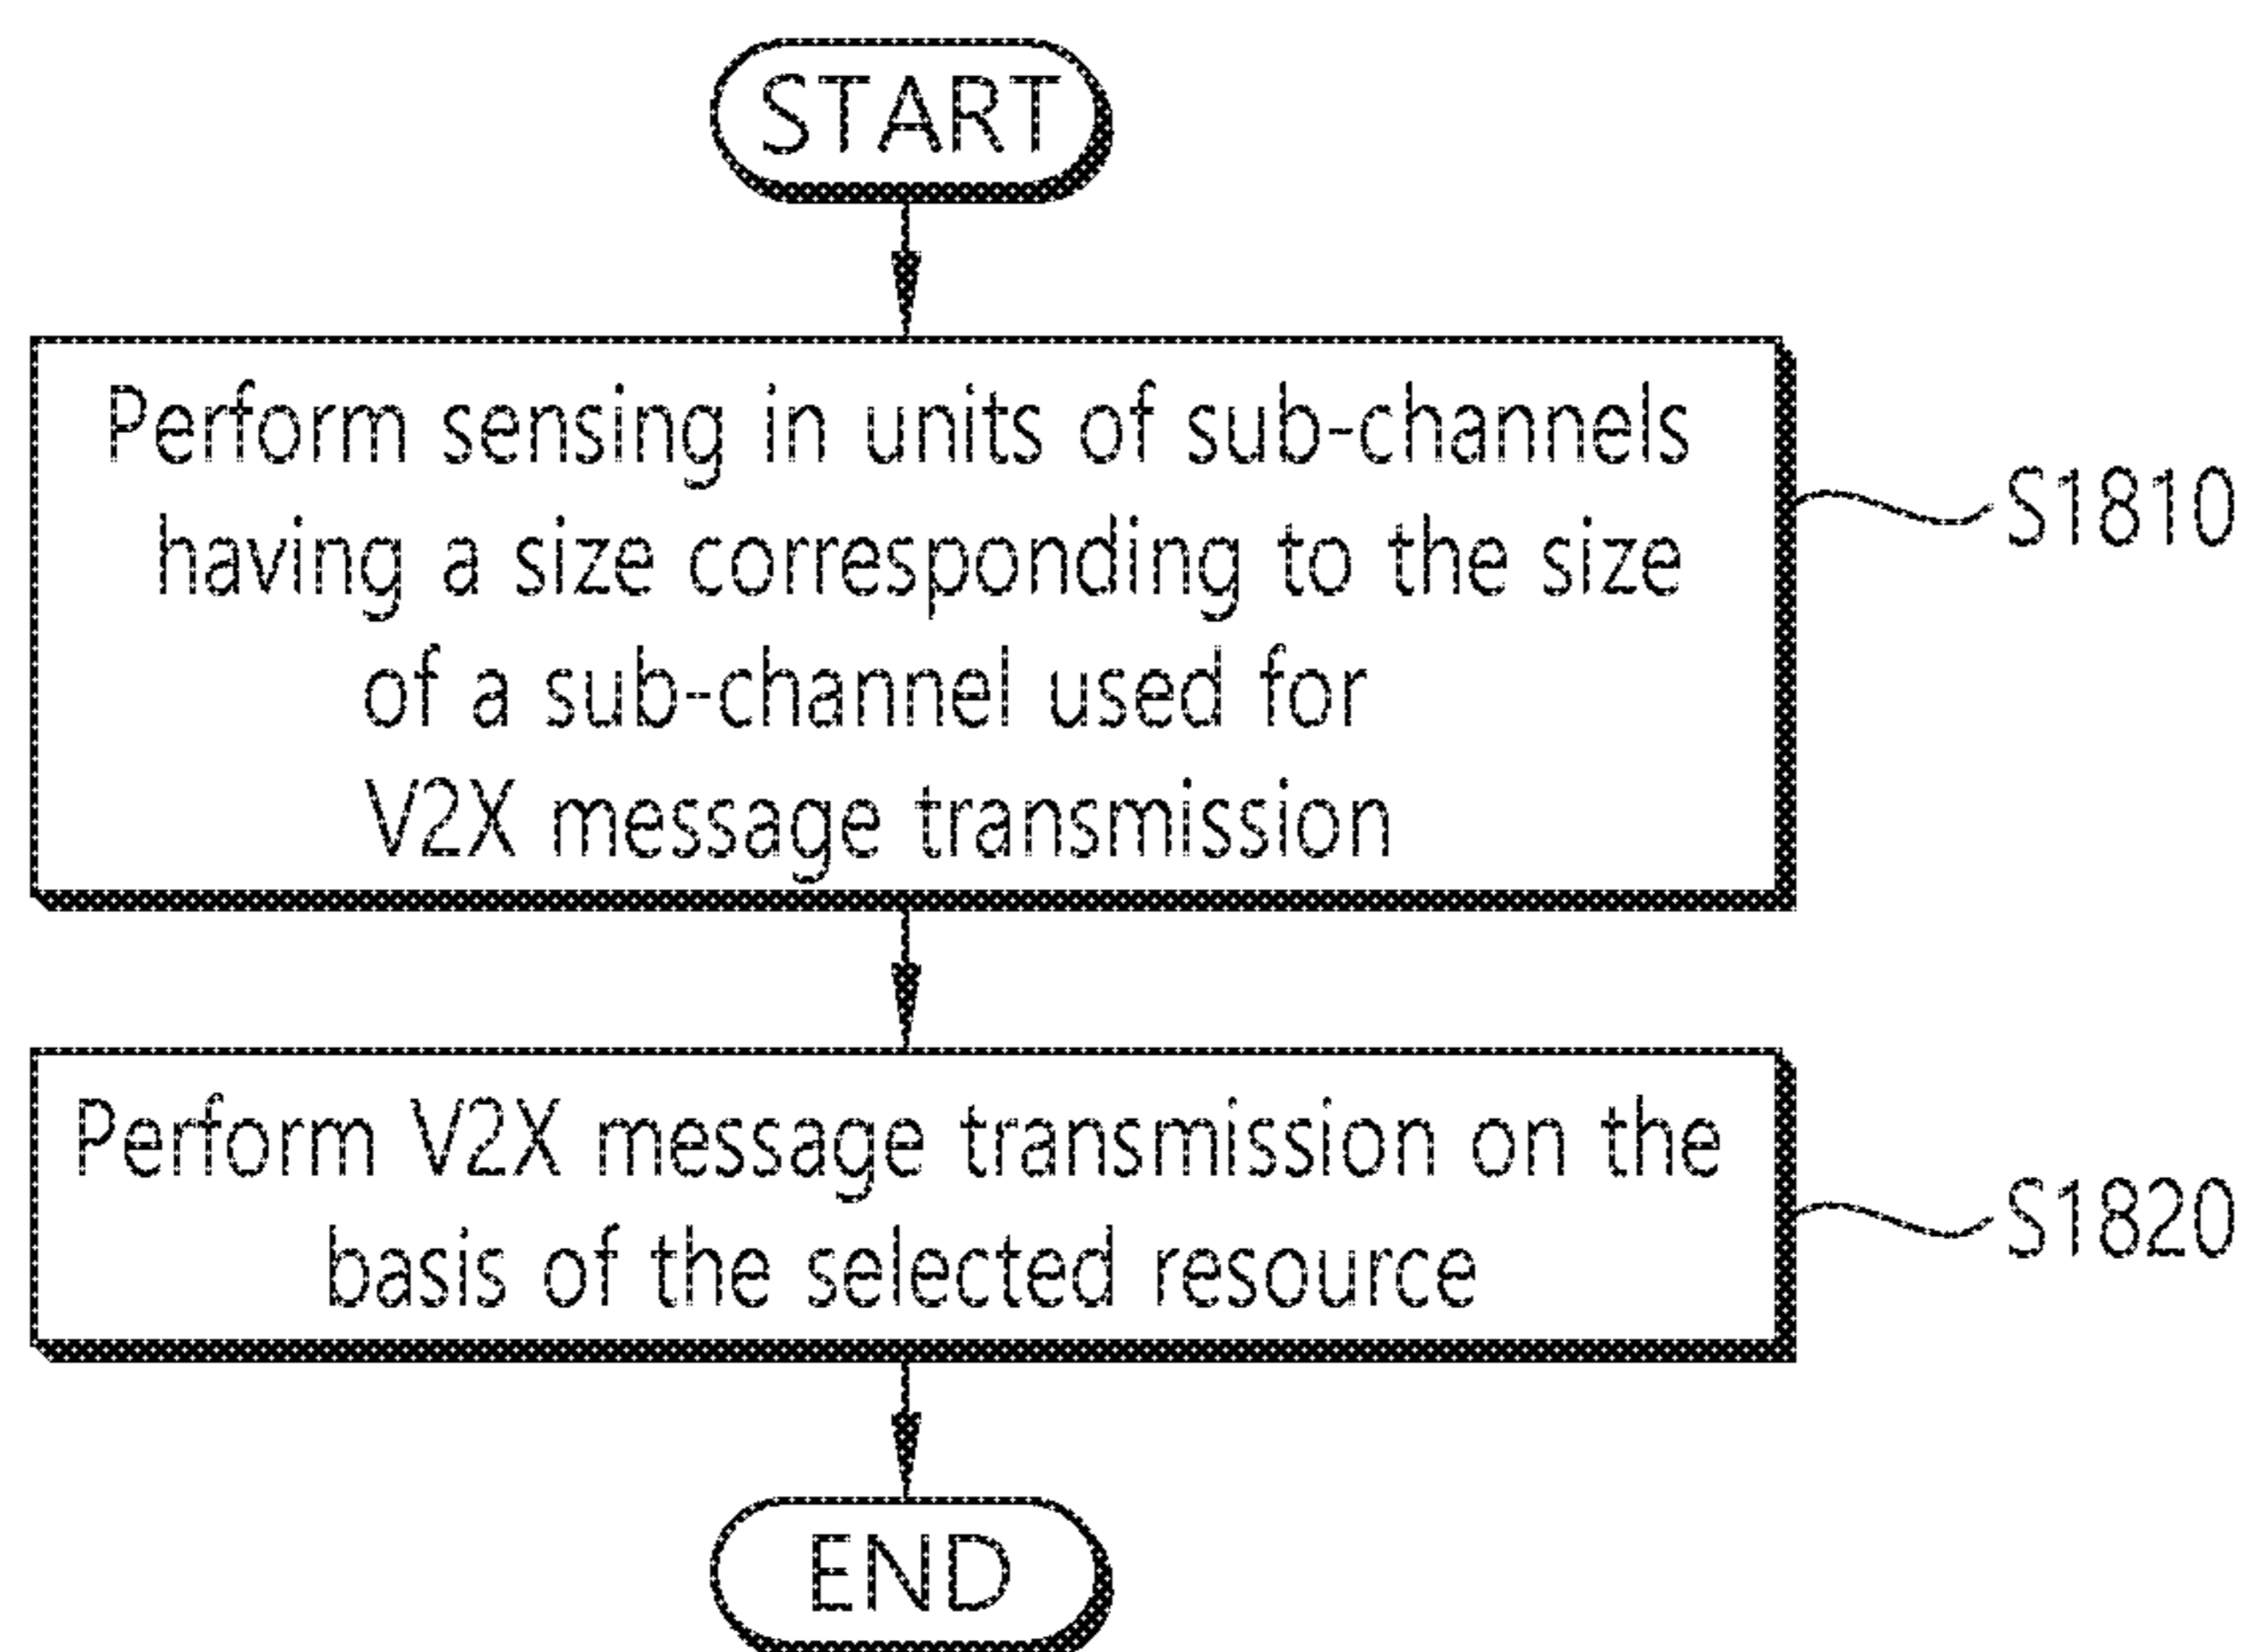 START
Perform sensing in units of sub-channels
having a size corresponding to the size
of a sub-channel used for
V2X message transmission
S1810
Perform V2X message transmission on the
basis of the selected resource
S1820
END